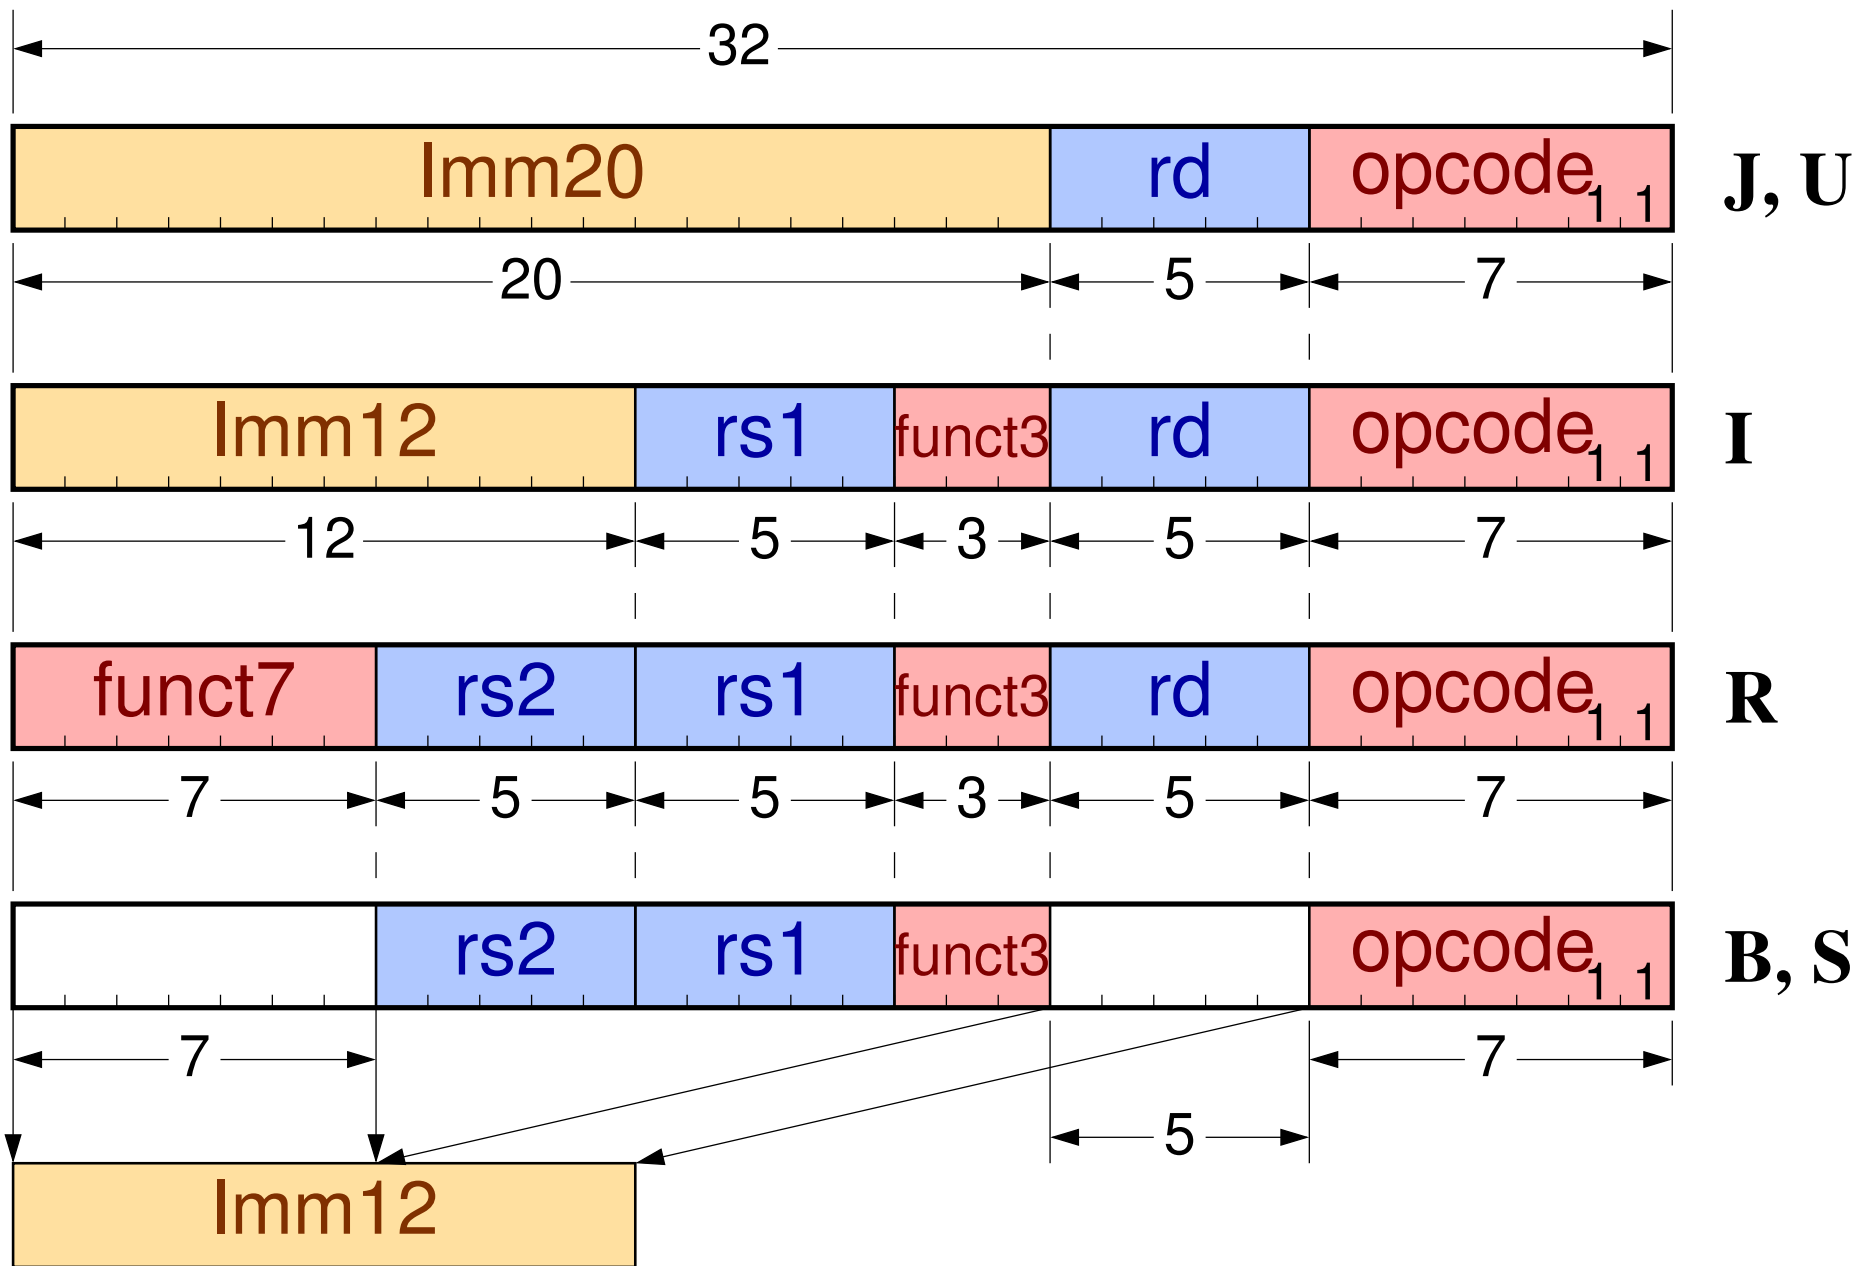 32
Imm20 rd opcode 1 1 J, U
20 5 7
Imm12 rs1 funct3 rd opcode 1 1 I
12 5 3 5 7
funct7 rs2 rs1 funct3 rd opcode 1 1 R
7 5 5 3 5 7
rs2 rs1 funct3 opcode 1 1 B, S
7 7
5
Imm12